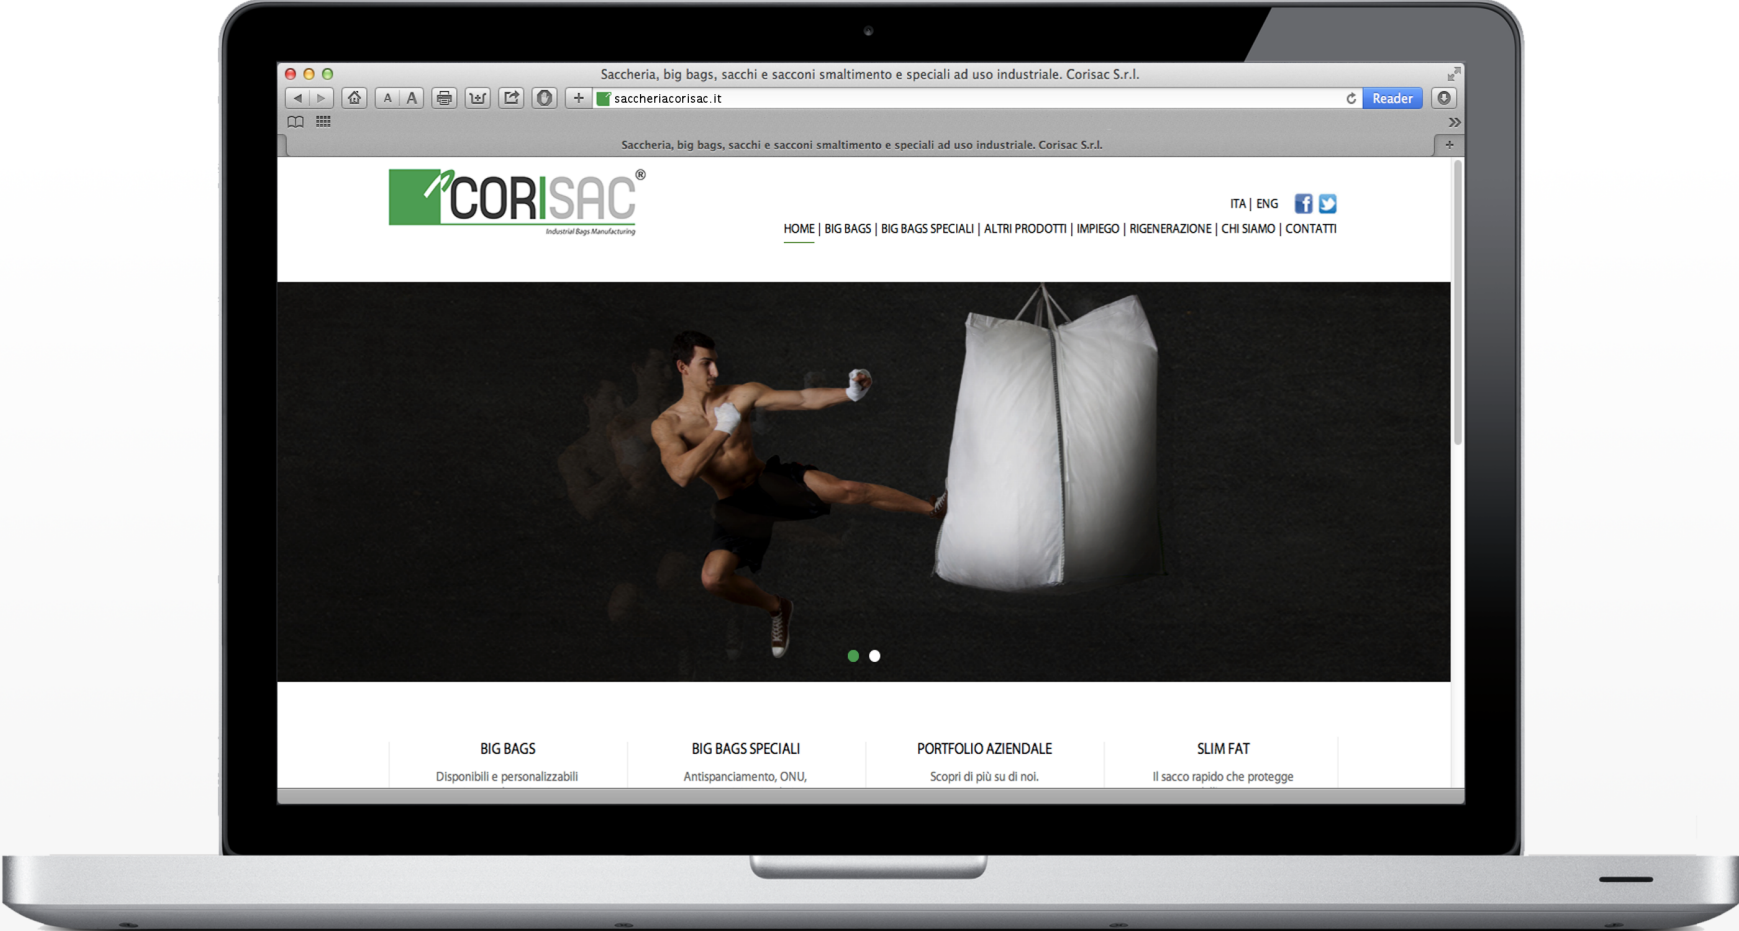 Saccheria, big bags, sacchi e sacconi smaltimento e speciali ad uso industriale. Corisac S.r.l.
A A
saccheriacorisac.it
Reader
Saccheria, big bags, sacchi e sacconi smaltimento e speciali ad uso industriale. Corisac S.r.l.
CORISAC®
Industrial Bags Manufacturing
ITA | ENG
HOME | BIG BAGS | BIG BAGS SPECIALI | ALTRI PRODOTTI | IMPIEGO | RIGENERAZIONE | CHI SIAMO | CONTATTI
BIG BAGS
Disponibili e personalizzabili
BIG BAGS SPECIALI
Antispanciamento, ONU,
PORTFOLIO AZIENDALE
Scopri di più su di noi.
SLIM FAT
Il sacco rapido che protegge